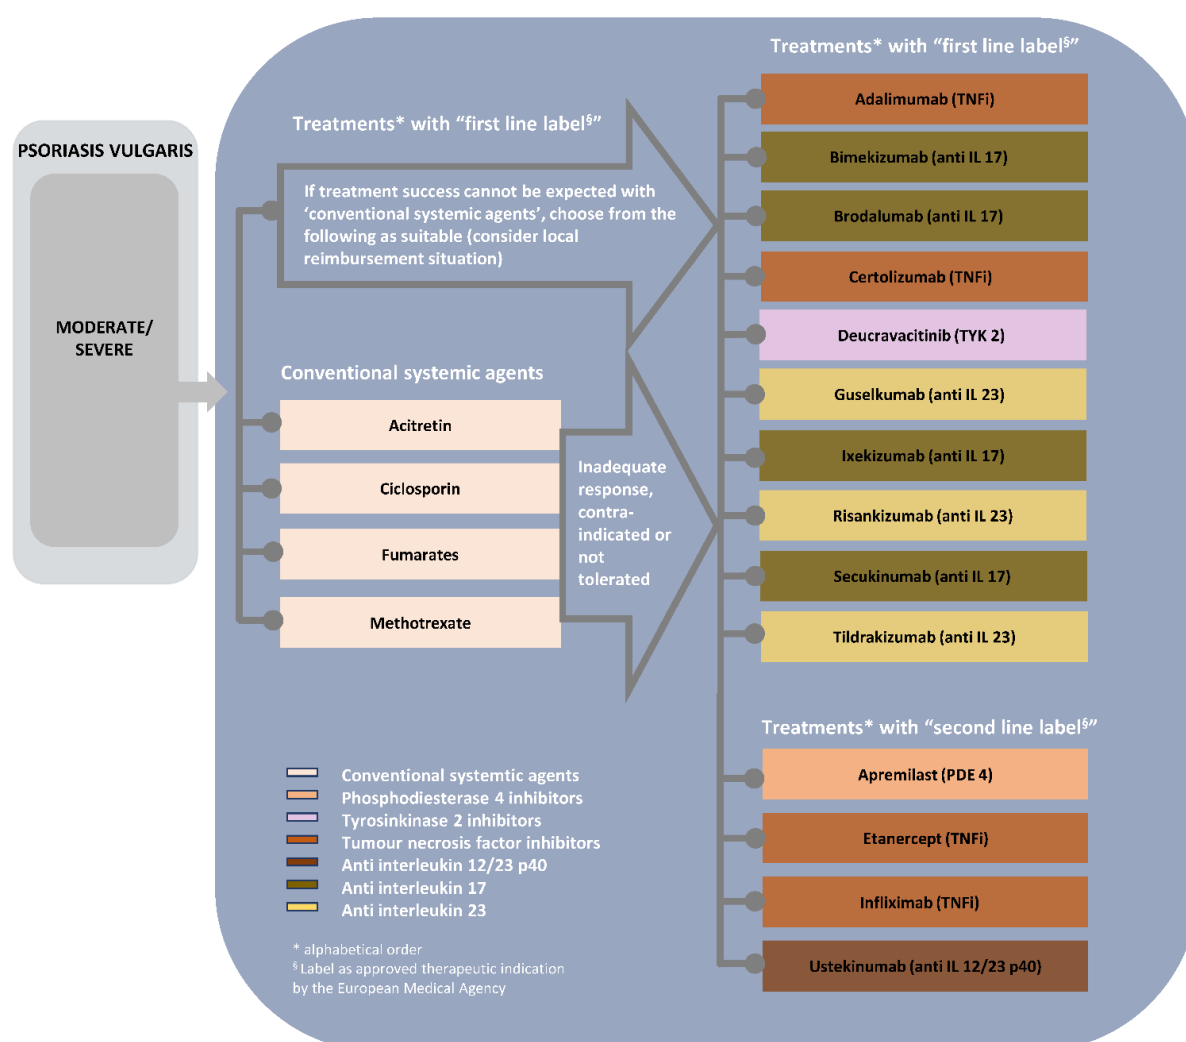 PSORIASIS VULGARIS
MODERATE/
SEVERE
Treatments* with “first line label§”
If treatment success cannot be expected with
‘conventional systemic agents’, choose from the
following as suitable (consider local
reimbursement situation)
Conventional systemic agents
Acitretin
Ciclosporin
Fumarates
Methotrexate
Inadequate
response,
contra-
indicated or
not
tolerated
Treatments* with “first line label§”
Adalimumab (TNFi)
Bimekizumab (anti IL 17)
Brodalumab (anti IL 17)
Certolizumab (TNFi)
Deucravacitinib (TYK 2)
Guselkumab (anti IL 23)
Ixekizumab (anti IL 17)
Risankizumab (anti IL 23)
Secukinumab (anti IL 17)
Tildrakizumab (anti IL 23)
Treatments* with “second line label§”
Apremilast (PDE 4)
Etanercept (TNFi)
Infliximab (TNFi)
Ustekinumab (anti IL 12/23 p40)
Conventional systemtic agents
Phosphodiesterase 4 inhibitors
Tyrosinkinase 2 inhibitors
Tumour necrosis factor inhibitors
Anti interleukin 12/23 p40
Anti interleukin 17
Anti interleukin 23
* alphabetical order
§ Label as approved therapeutic indication
by the European Medical Agency